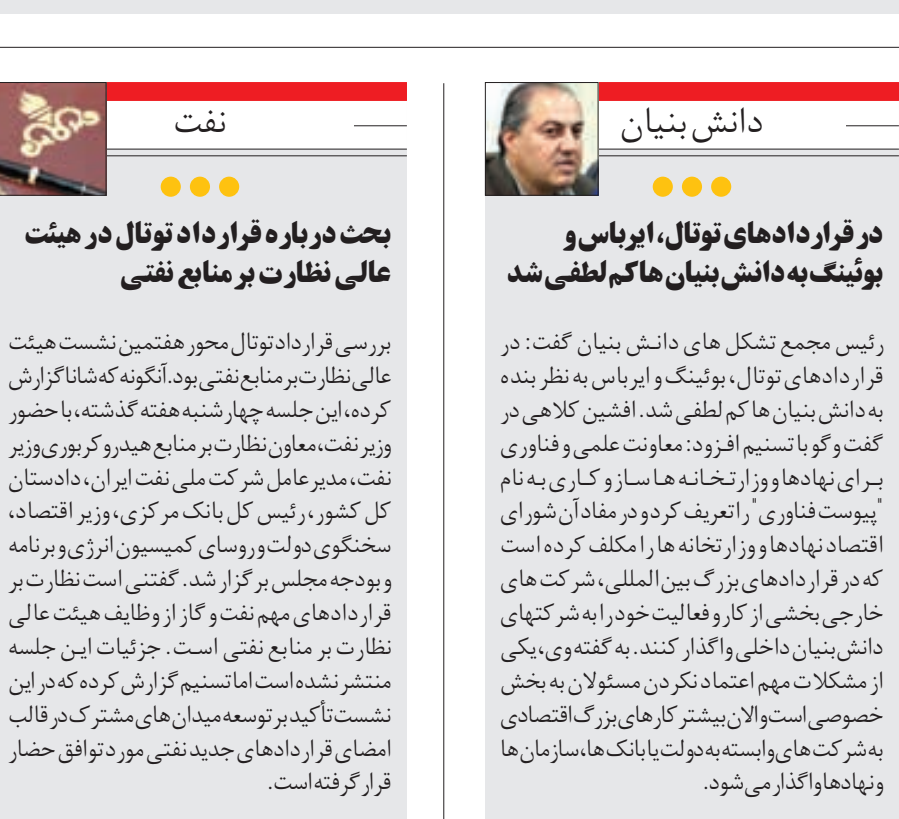 دانش بنیان
در قراردادهای توتال، ایرباس و
بوئینگ به دانش بنیان ها کم لطفی شد
رئیس مجمع تشکل های دانش بنیان گفت: در
قراردادهای توتال، بوئینگ و ایرباس به نظر بنده
به دانش بنیان ها کم لطفی شد. افشین کلاهی در
گفت و گو با تسنیم افزود: معاونت علمی و فناوری
برای نهادها و وزارتخانه ها ساز و کاری به نام
"پیوست فناوری" را تعریف کرد و در مفاد آن شورای
اقتصاد نهادها و وزارتخانه ها را مکلف کرده است
که در قراردادهای بزرگ بین المللی، شرکت های
خارجی بخشی از کار و فعالیت خود را به شرکتهای
دانش بنیان داخلی واگذار کنند. به گفته وی، یکی
از مشکلات مهم اعتماد نکردن مسئولان به بخش
خصوصی است و الان بیشتر کارهای بزرگ اقتصادی
به شرکت های وابسته به دولت یا بانک ها، سازمان ها
و نهادها واگذار می شود.
نفت
بحث درباره قرارداد توتال در هیئت
عالی نظارت بر منابع نفتی
بررسی قرارداد توتال محور هفتمین نشست هیئت
عالی نظارت بر منابع نفتی بود. آنگونه که شانا گزارش
کرده، این جلسه چهارشنبه هفته گذشته، با حضور
وزیر نفت، معاون نظارت بر منابع هیدروکربوری وزیر
نفت، مدیرعامل شرکت ملی نفت ایران، دادستان
کل کشور، رئیس کل بانک مرکزی، وزیر اقتصاد،
سخنگوی دولت و روسای کمیسیون انرژی و برنامه
و بودجه مجلس برگزار شد. گفتنی است نظارت بر
قراردادهای مهم نفت و گاز از وظایف هیئت عالی
نظارت بر منابع نفتی است. جزئیات این جلسه
منتشر نشده است اما تسنیم گزارش کرده که در این
نشست تأکید بر توسعه میدان های مشترک در قالب
امضای قراردادهای جدید نفتی مورد توافق حضار
قرار گرفته است.